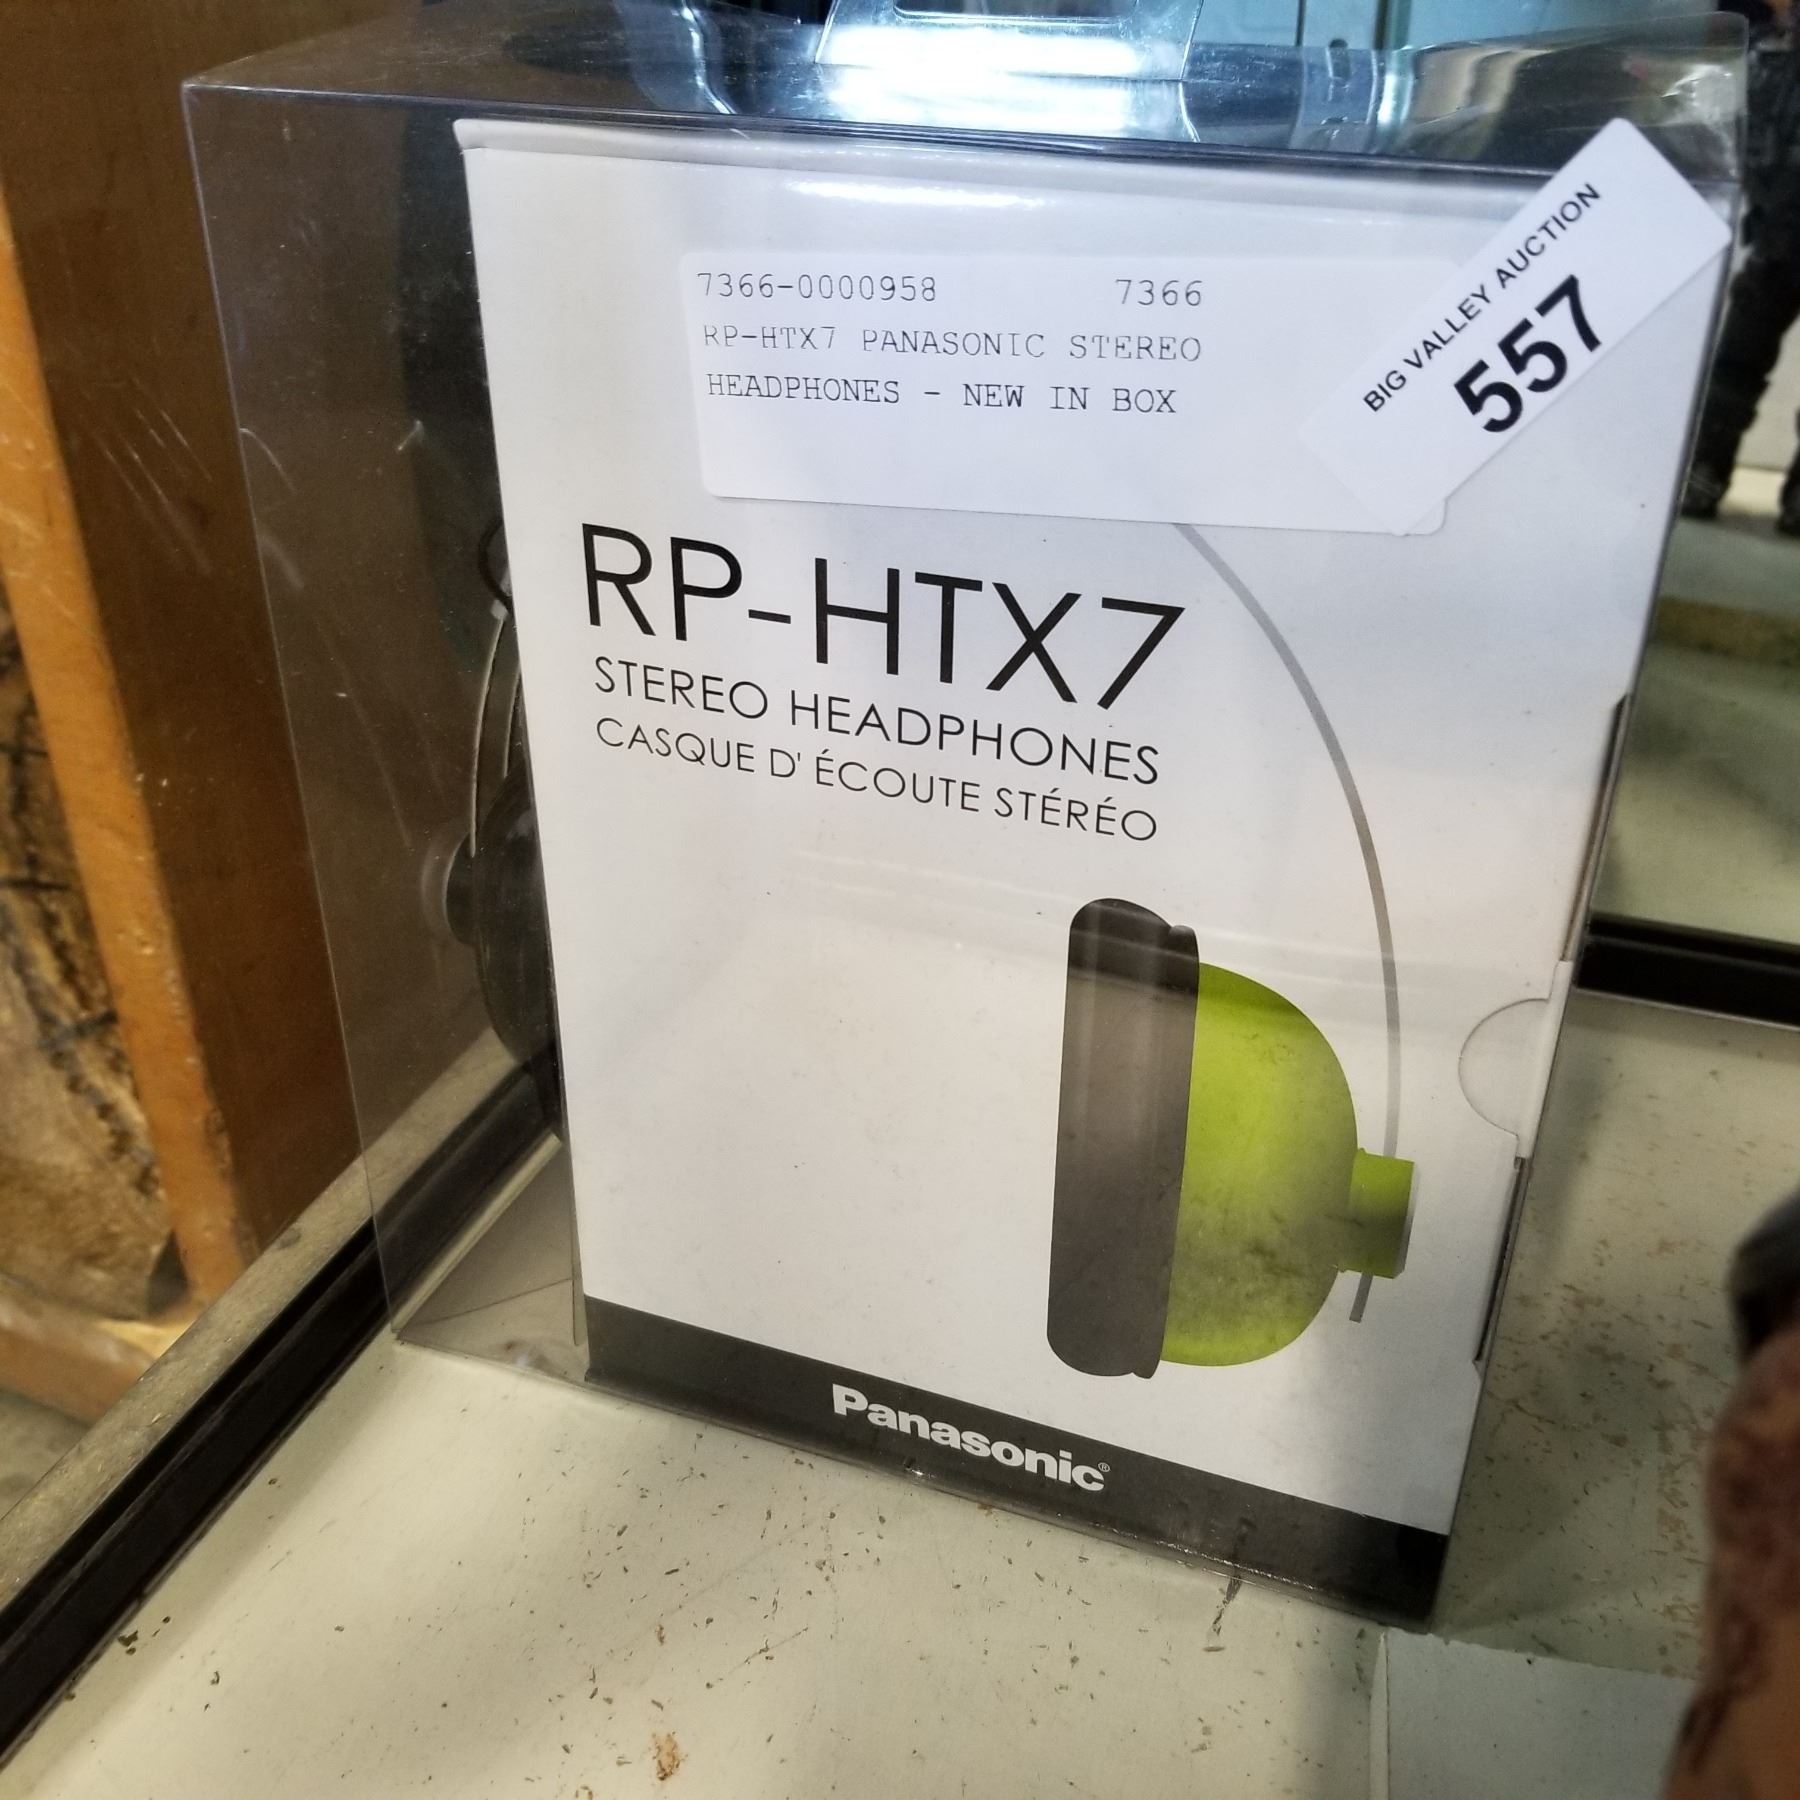 7366-0000958 7366
RP-HTX7 PANASONIC STEREO
HEADPHONES - NEW IN BOX
BIG VALLEY AUCTION
557
RP-HTX7
STEREO HEADPHONES
CASQUE D' ÉCOUTE STÉRÉO
Panasonic®